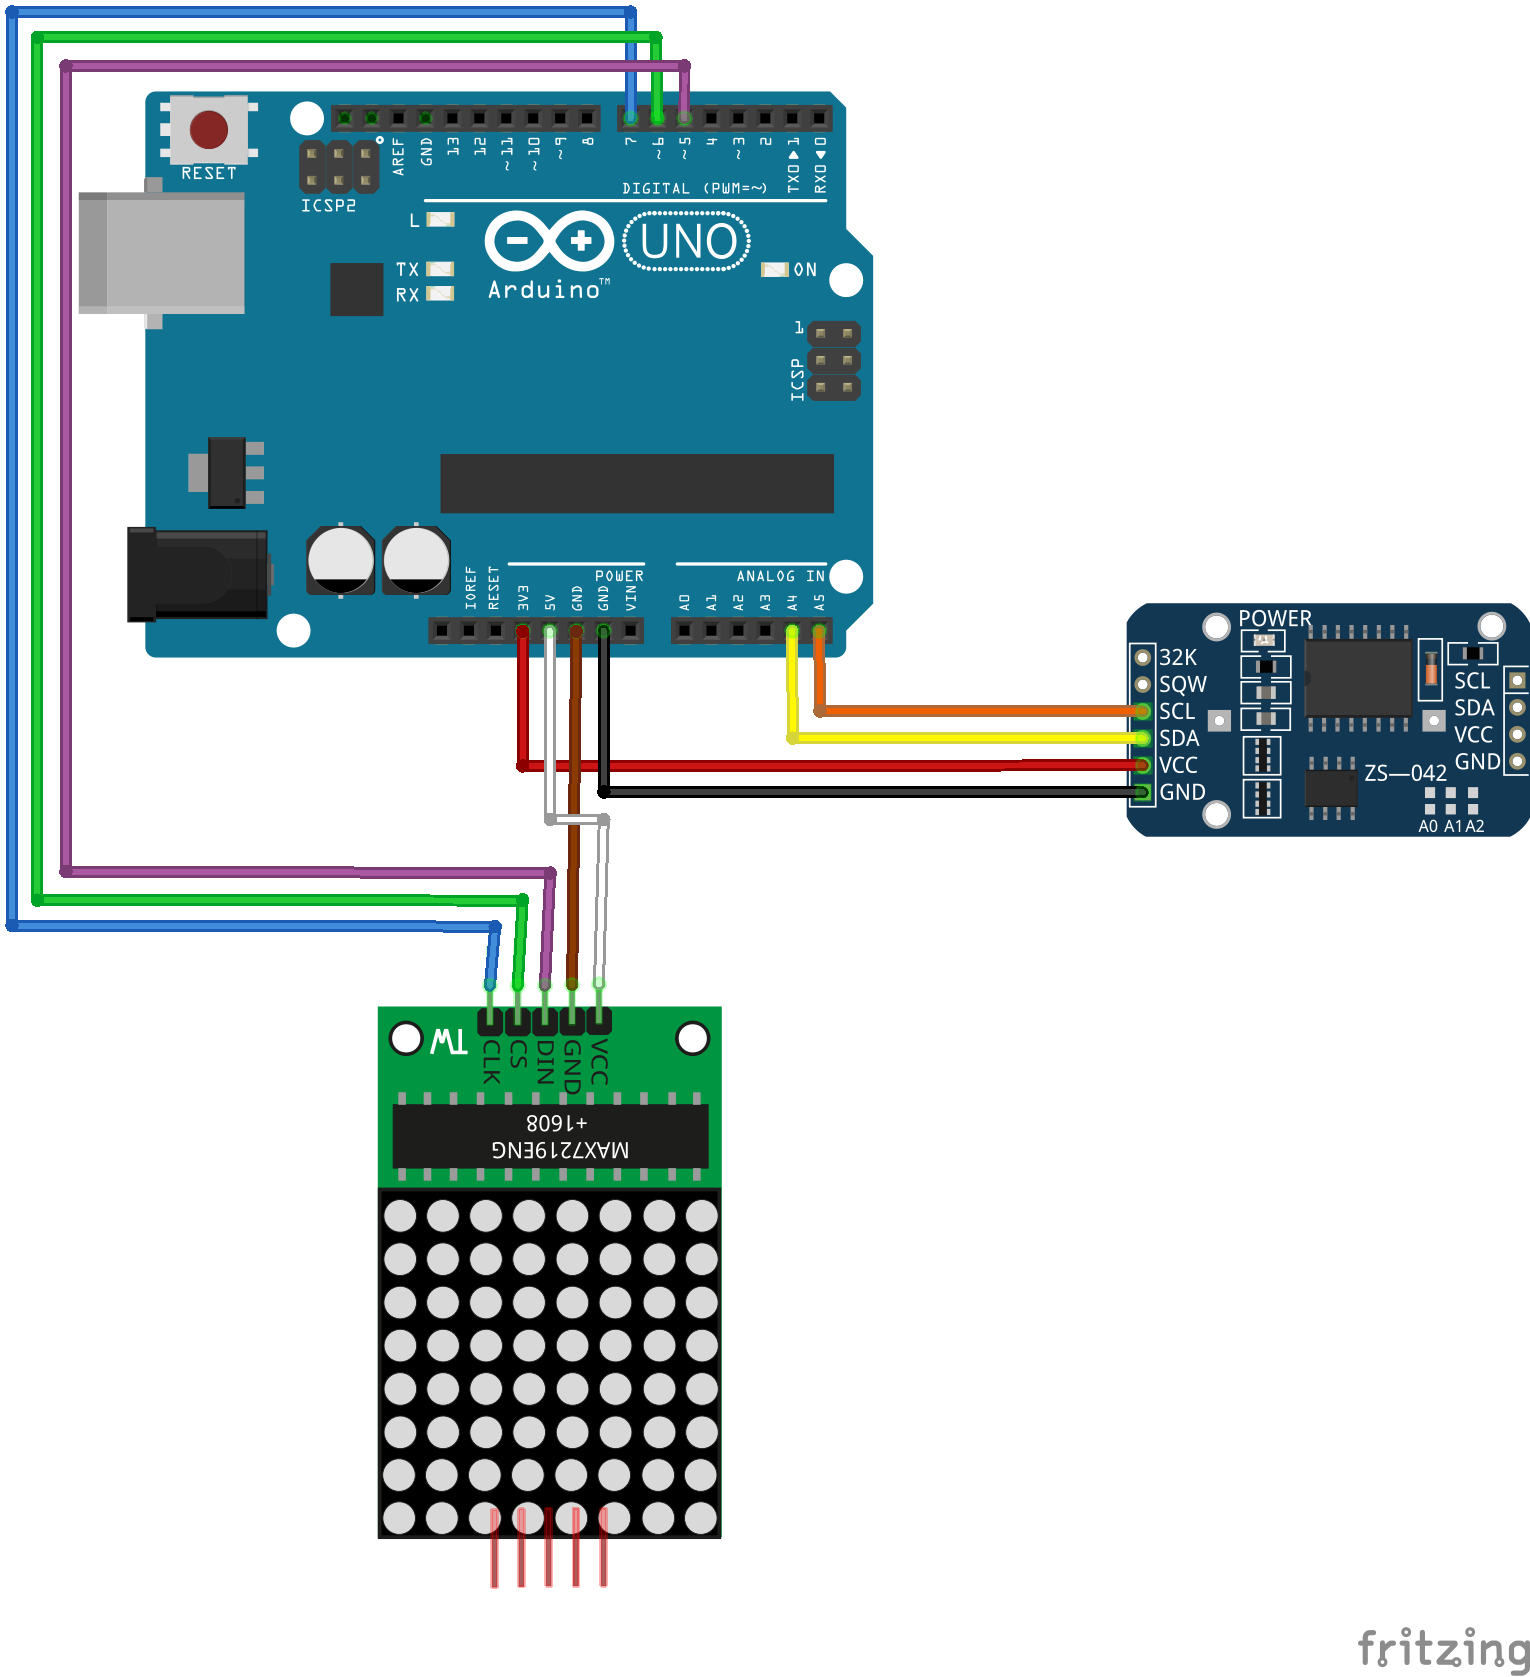 RESET
ICSP2
AREF
GND
13
12
~11
~10
~9
8
7
~6
~5
4
~3
2
TX0▶1
RX0◀0
DIGITAL (PWM=~)
L
TX
RX
UNO
Arduino™
ON
1
ICSP
IOREF
RESET
3V3
5V
GND
GND
VIN
POWER
A0
A1
A2
A3
A4
A5
ANALOG IN
POWER
32K
SQW
SCL
SDA
VCC
GND
SCL
SDA
VCC
GND
ZS—042
A0 A1 A2
TW
CLK
CS
DIN
GND
VCC
MAX7219ENG
+1608
fritzing